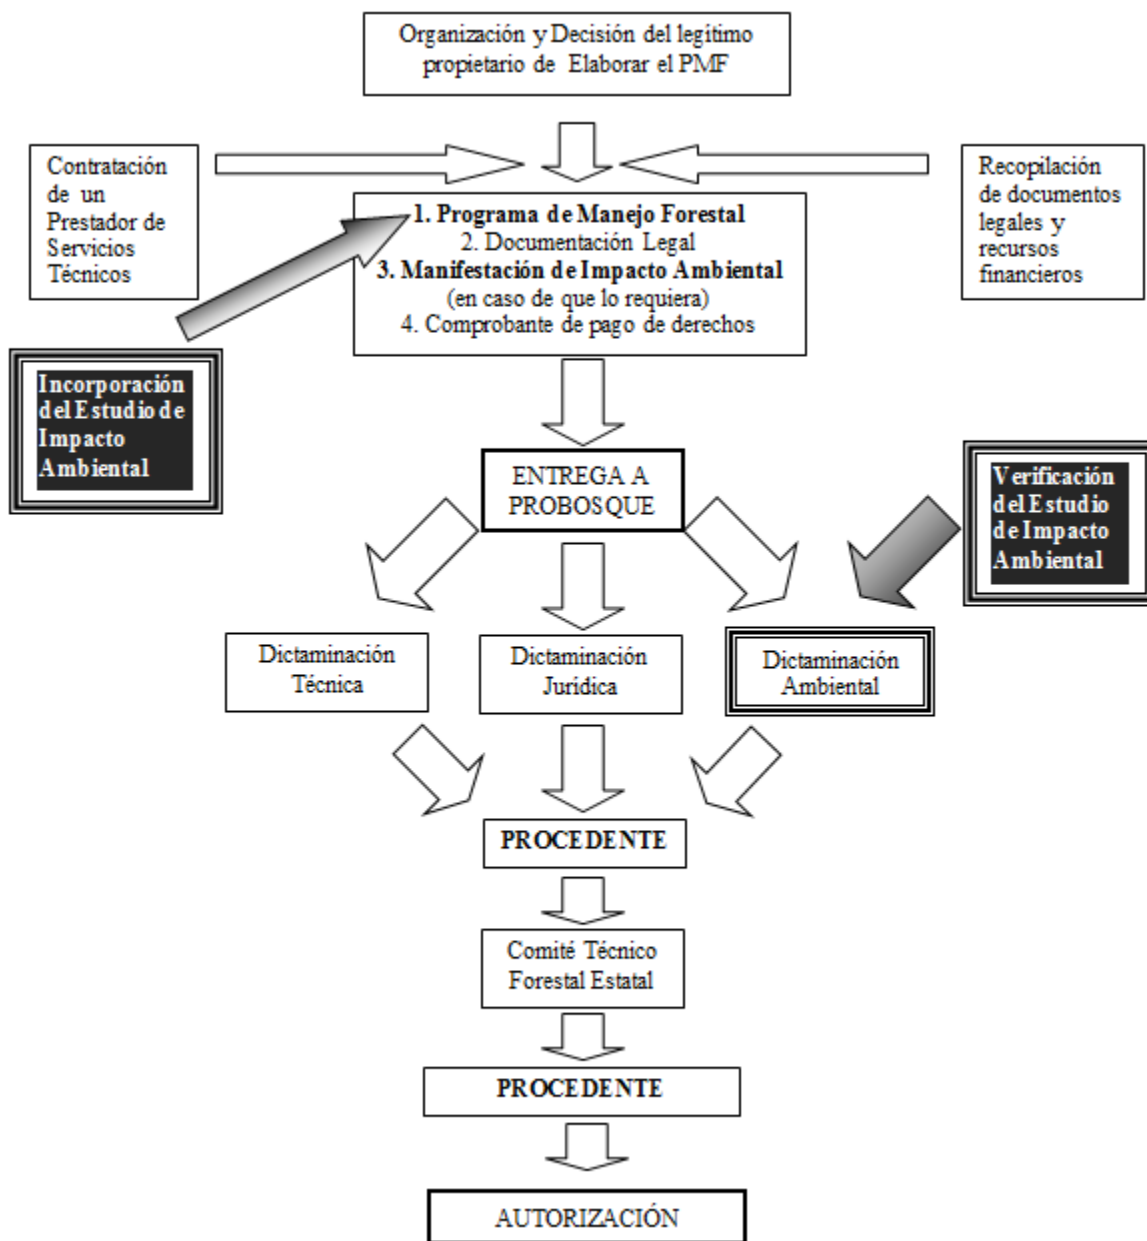 Organización y Decisión del legítimo
propietario de Elaborar el PMF
Contratación
de un
Prestador de
Servicios
Técnicos
Recopilación
de documentos
legales y
recursos
financieros
1. Programa de Manejo Forestal
2. Documentación Legal
3. Manifestación de Impacto Ambiental
(en caso de que lo requiera)
4. Comprobante de pago de derechos
Incorporación
del Estudio de
Impacto
Ambiental
ENTREGA A
PROBOSQUE
Verificación
del Estudio
de Impacto
Ambiental
Dictaminación
Técnica
Dictaminación
Jurídica
Dictaminación
Ambiental
PROCEDENTE
Comité Técnico
Forestal Estatal
PROCEDENTE
AUTORIZACIÓN